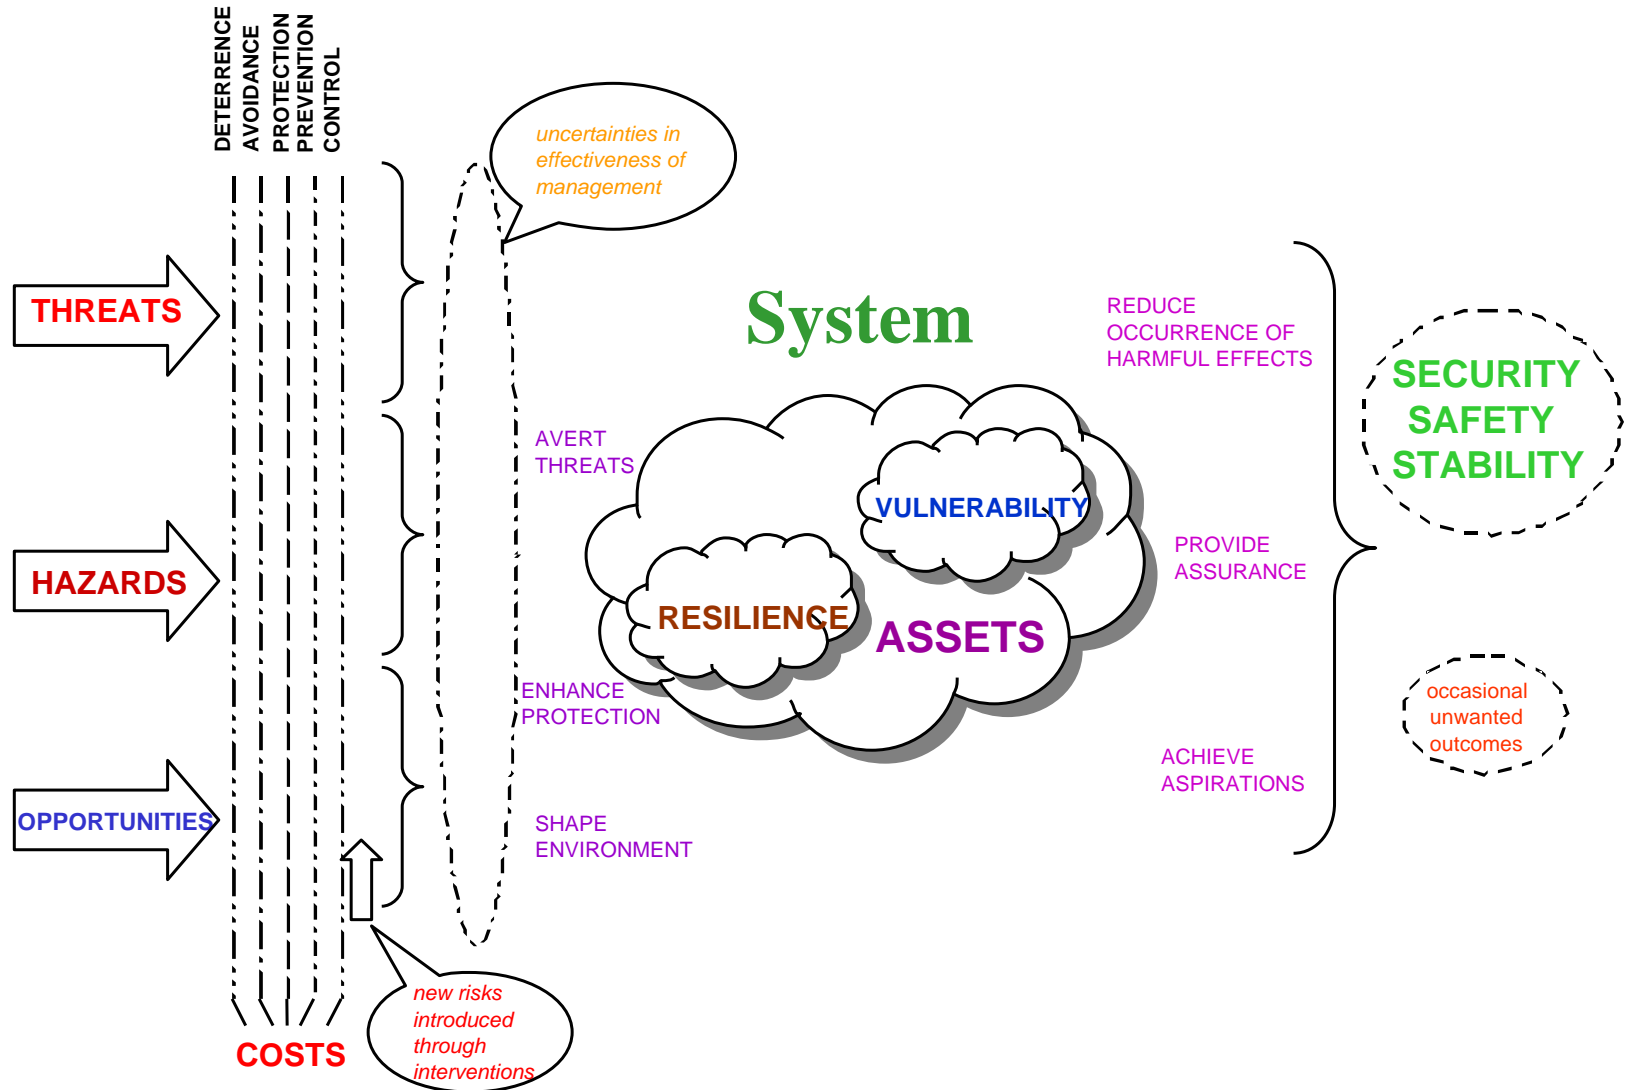 DETERRENCE
AVOIDANCE
PROTECTION
PREVENTION
CONTROL
uncertainties in
effectiveness of
management
THREATS
System
REDUCE
OCCURRENCE OF
HARMFUL EFFECTS
SECURITY
SAFETY
STABILITY
AVERT
THREATS
VULNERABILITY
HAZARDS
PROVIDE
ASSURANCE
RESILIENCE
ASSETS
ENHANCE
PROTECTION
occasional
unwanted
outcomes
ACHIEVE
ASPIRATIONS
OPPORTUNITIES
SHAPE
ENVIRONMENT
new risks
introduced
through
interventions
COSTS